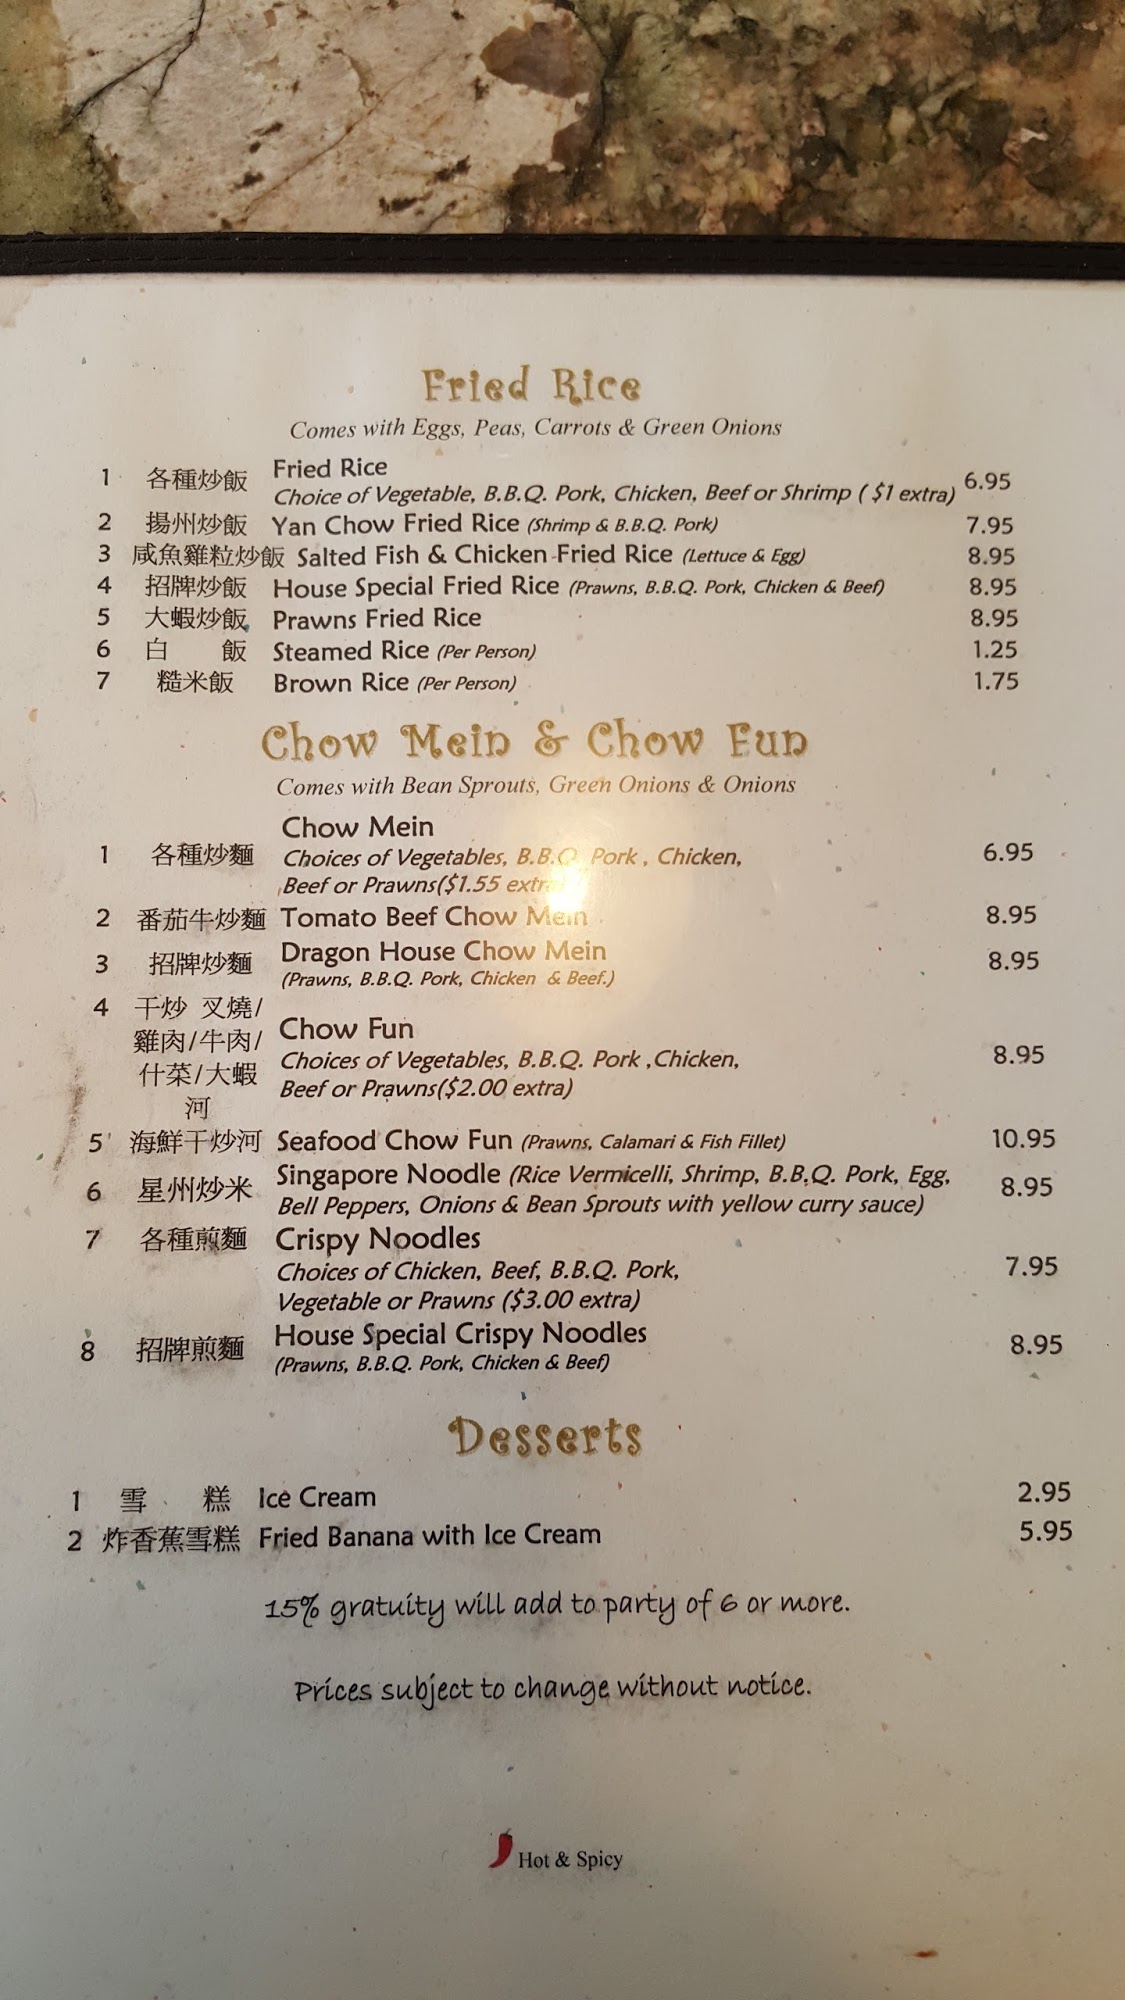 Fried Rice
Comes with Eggs, Peas, Carrots & Green Onions
1 各種炒飯 Fried Rice 6.95
Choice of Vegetable, B.B.Q. Pork, Chicken, Beef or Shrimp ( $1 extra)
2 揚州炒飯 Yan Chow Fried Rice (Shrimp & B.B.Q. Pork) 7.95
3 咸魚雞粒炒飯 Salted Fish & Chicken Fried Rice (Lettuce & Egg) 8.95
4 招牌炒飯 House Special Fried Rice (Prawns, B.B.Q. Pork, Chicken & Beef) 8.95
5 大蝦炒飯 Prawns Fried Rice 8.95
6 白 飯 Steamed Rice (Per Person) 1.25
7 糙米飯 Brown Rice (Per Person) 1.75
Chow Mein & Chow Fun
Comes with Bean Sprouts, Green Onions & Onions
Chow Mein
1 各種炒麵 Choices of Vegetables, B.B.Q. Pork , Chicken, 6.95
Beef or Prawns($1.55 extra
2 番茄牛炒麵 Tomato Beef Chow Mein 8.95
3 招牌炒麵 Dragon House Chow Mein 8.95
(Prawns, B.B.Q. Pork, Chicken & Beef.)
4 干炒 叉燒/
雞肉/牛肉/ Chow Fun
什菜/大蝦 Choices of Vegetables, B.B.Q. Pork ,Chicken, 8.95
河 Beef or Prawns($2.00 extra)
5 海鮮干炒河 Seafood Chow Fun (Prawns, Calamari & Fish Fillet) 10.95
6 星州炒米 Singapore Noodle (Rice Vermicelli, Shrimp, B.B.Q. Pork, Egg, 8.95
Bell Peppers, Onions & Bean Sprouts with yellow curry sauce)
7 各種煎麵 Crispy Noodles
Choices of Chicken, Beef, B.B.Q. Pork, 7.95
Vegetable or Prawns ($3.00 extra)
8 招牌煎麵 House Special Crispy Noodles 8.95
(Prawns, B.B.Q. Pork, Chicken & Beef)
Desserts
1 雪 糕 Ice Cream 2.95
2 炸香蕉雪糕 Fried Banana with Ice Cream 5.95
15% gratuity will add to party of 6 or more.
Prices subject to change without notice.
Hot & Spicy